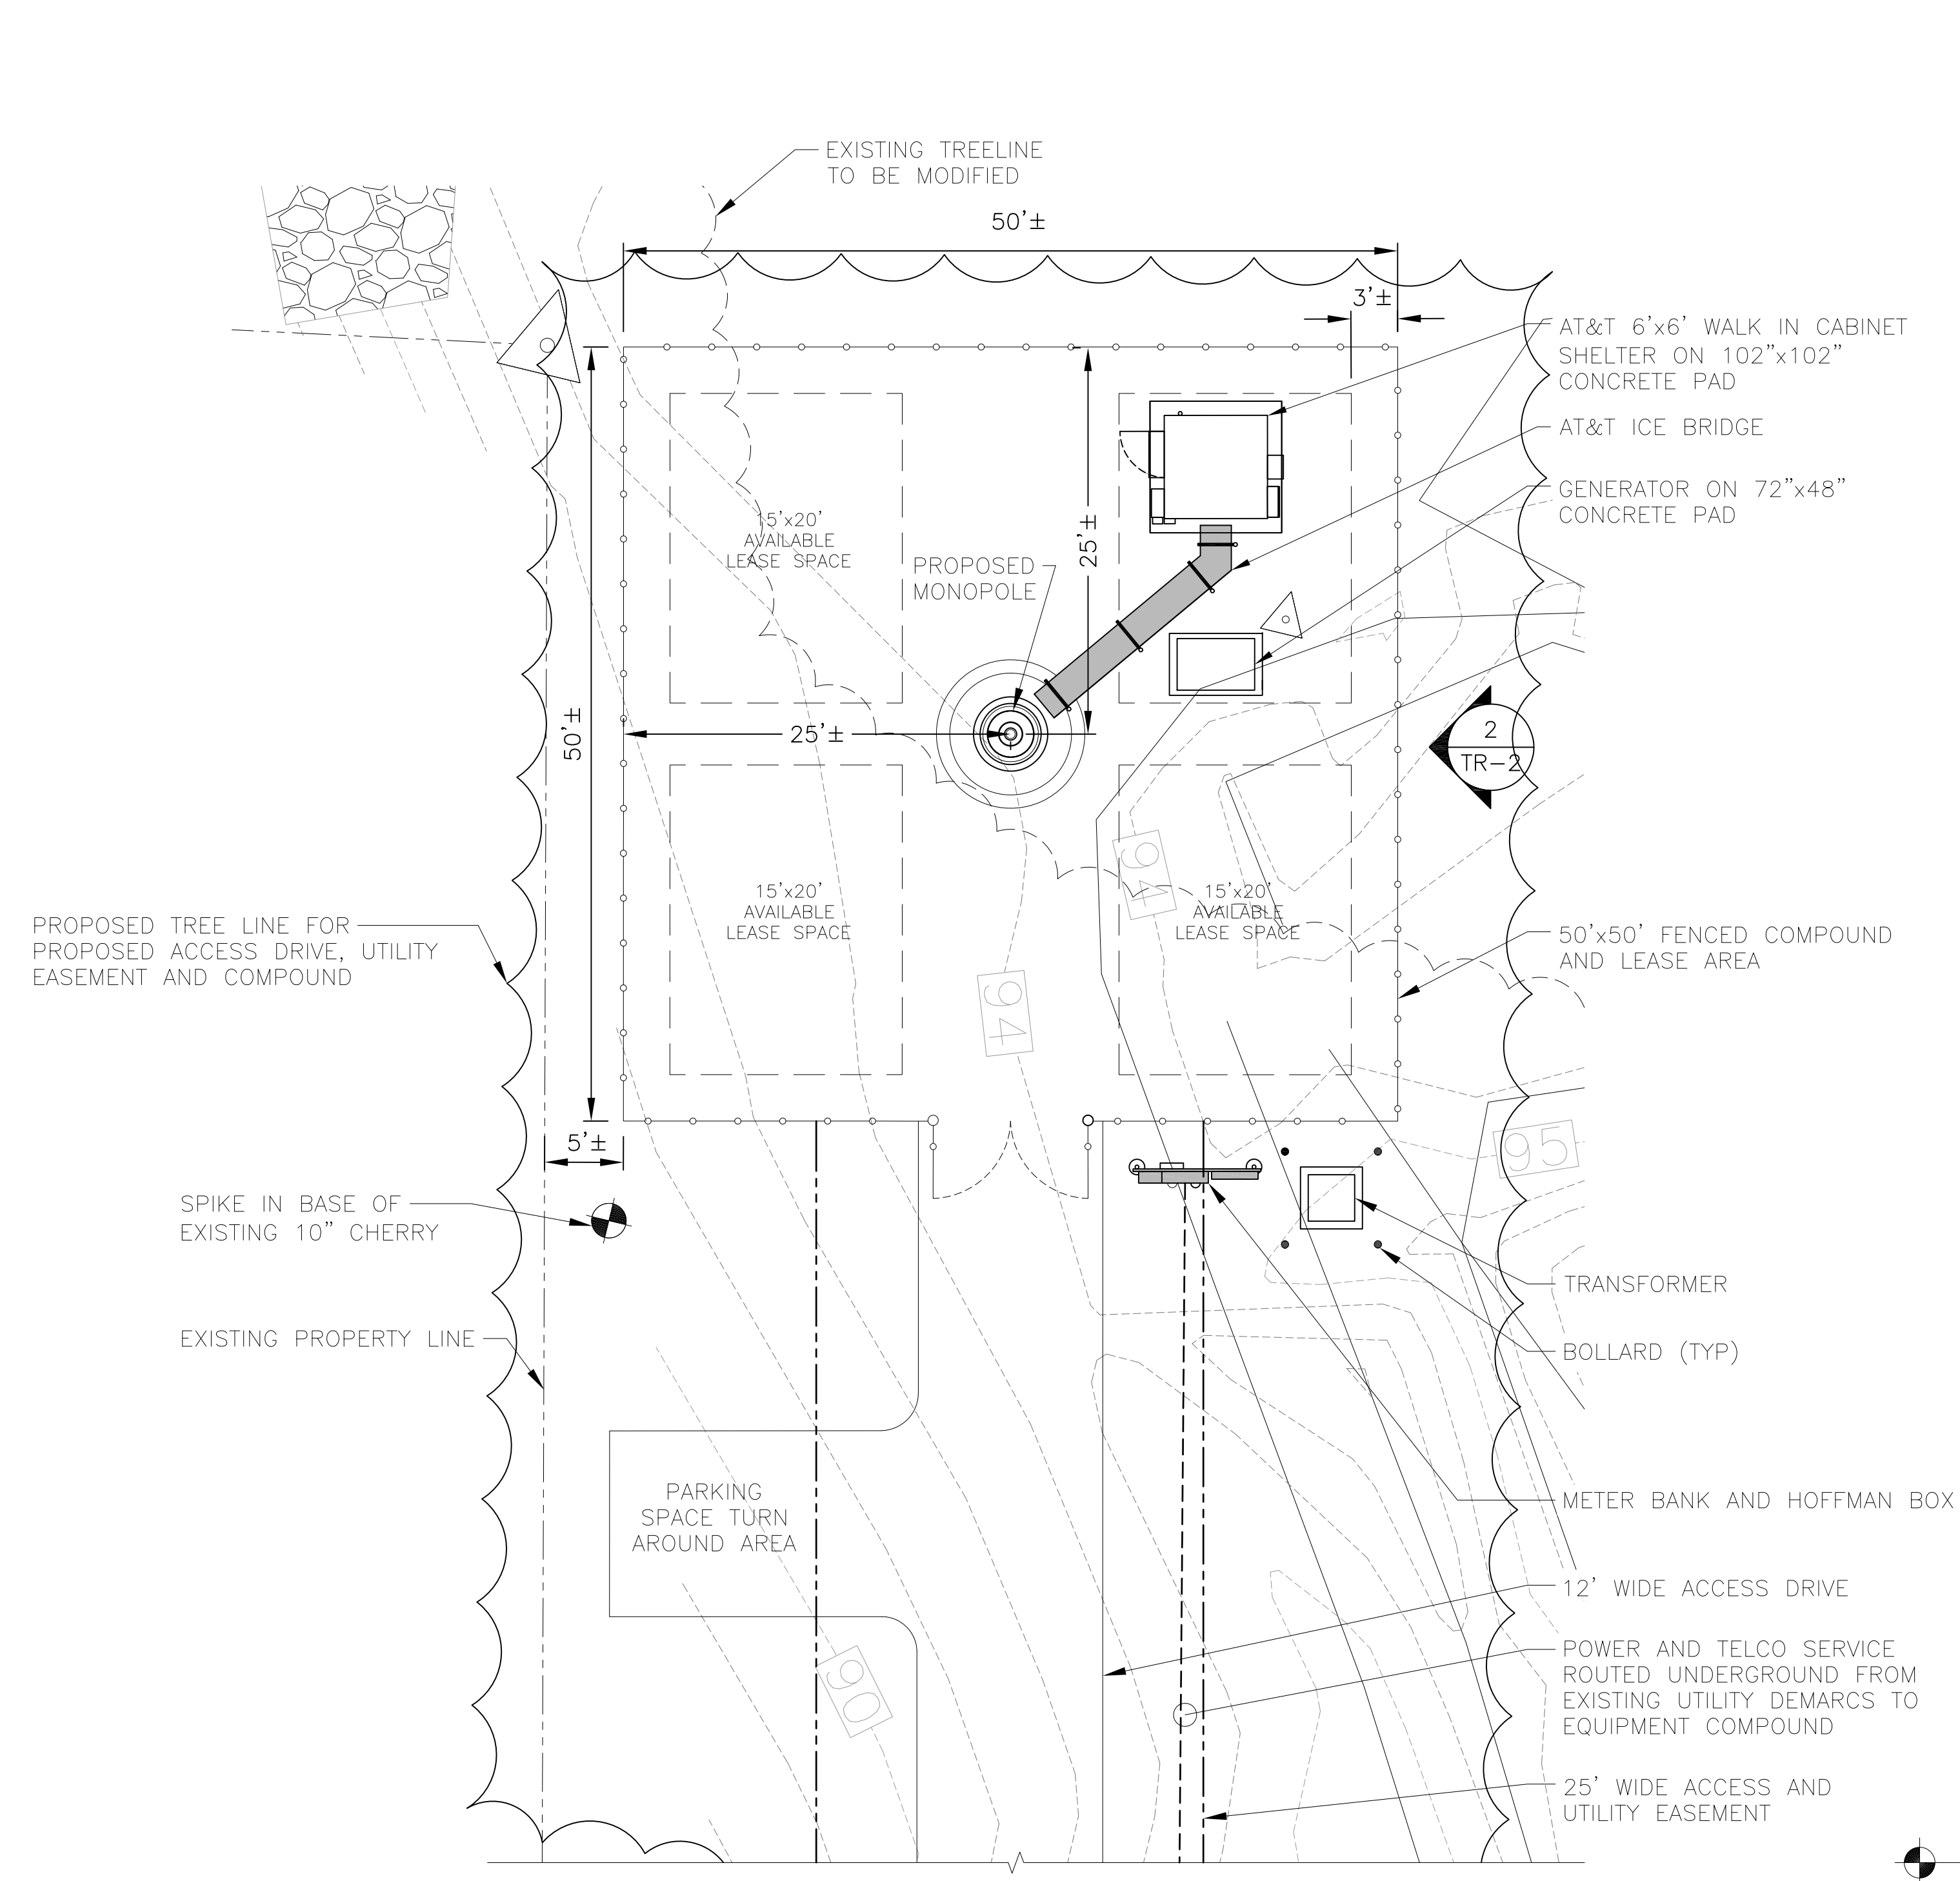 EXISTING TREELINE
TO BE MODIFIED
50'±
3'±
AT&T 6'x6' WALK IN CABINET
SHELTER ON 102"x102"
CONCRETE PAD
AT&T ICE BRIDGE
GENERATOR ON 72"x48"
CONCRETE PAD
15'x20'
AVAILABLE
LEASE SPACE
25'±
PROPOSED
MONOPOLE
50'±
25'±
2
TR-2
94
15'x20'
AVAILABLE
LEASE SPACE
15'x20'
AVAILABLE
LEASE SPACE
PROPOSED TREE LINE FOR
PROPOSED ACCESS DRIVE, UTILITY
EASEMENT AND COMPOUND
50'x50' FENCED COMPOUND
AND LEASE AREA
94
5'±
95
SPIKE IN BASE OF
EXISTING 10" CHERRY
TRANSFORMER
EXISTING PROPERTY LINE
BOLLARD (TYP)
PARKING
SPACE TURN
AROUND AREA
METER BANK AND HOFFMAN BOX
12' WIDE ACCESS DRIVE
90
POWER AND TELCO SERVICE
ROUTED UNDERGROUND FROM
EXISTING UTILITY DEMARCS TO
EQUIPMENT COMPOUND
25' WIDE ACCESS AND
UTILITY EASEMENT